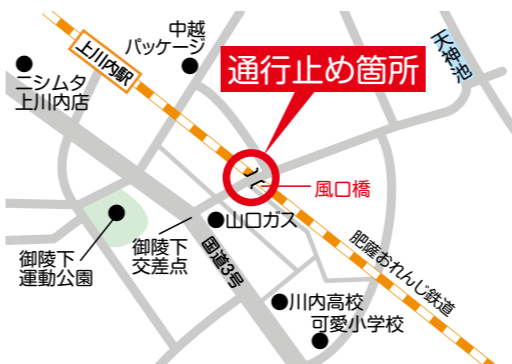 中越
パッケージ
上川内駅
ニシムタ
上川内店
通行止め箇所
天神池
風口橋
山口ガス
御陵下
運動公園
御陵下
交差点
国道3号
肥薩おれんじ鉄道
川内高校
可愛小学校